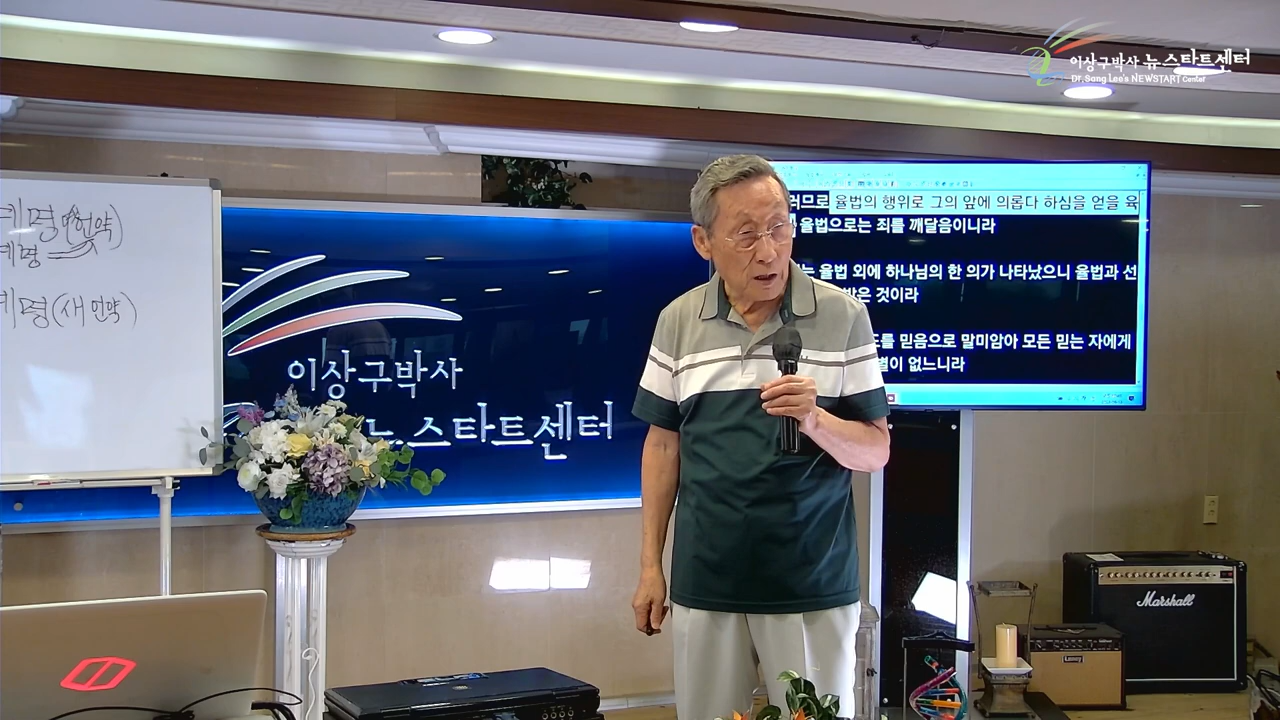 이상구박사 뉴스타트센터
Dr. Sang Lee's NEWSTART Center
계명
계명
계명(새언약)
이상구박사
뉴스타트센터
러므로 율법의 행위로 그의 앞에 의롭다 하심을 얻을 육
율법으로는 죄를 깨달음이니라
는 율법 외에 하나님의 한 의가 나타났으니 율법과 선
받은 것이라
도를 믿음으로 말미암아 모든 믿는 자에게
별이 없느니라
Marshall
Laney